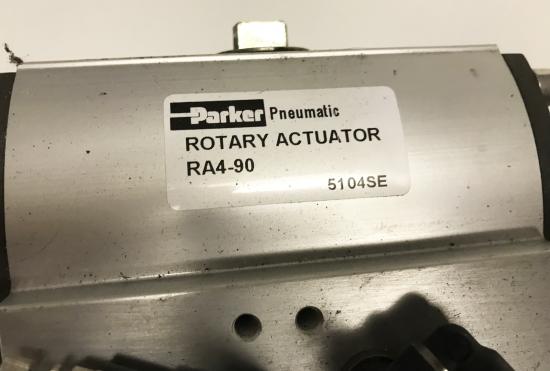 Parker Pneumatic
ROTARY ACTUATOR
RA4-90
5104SE